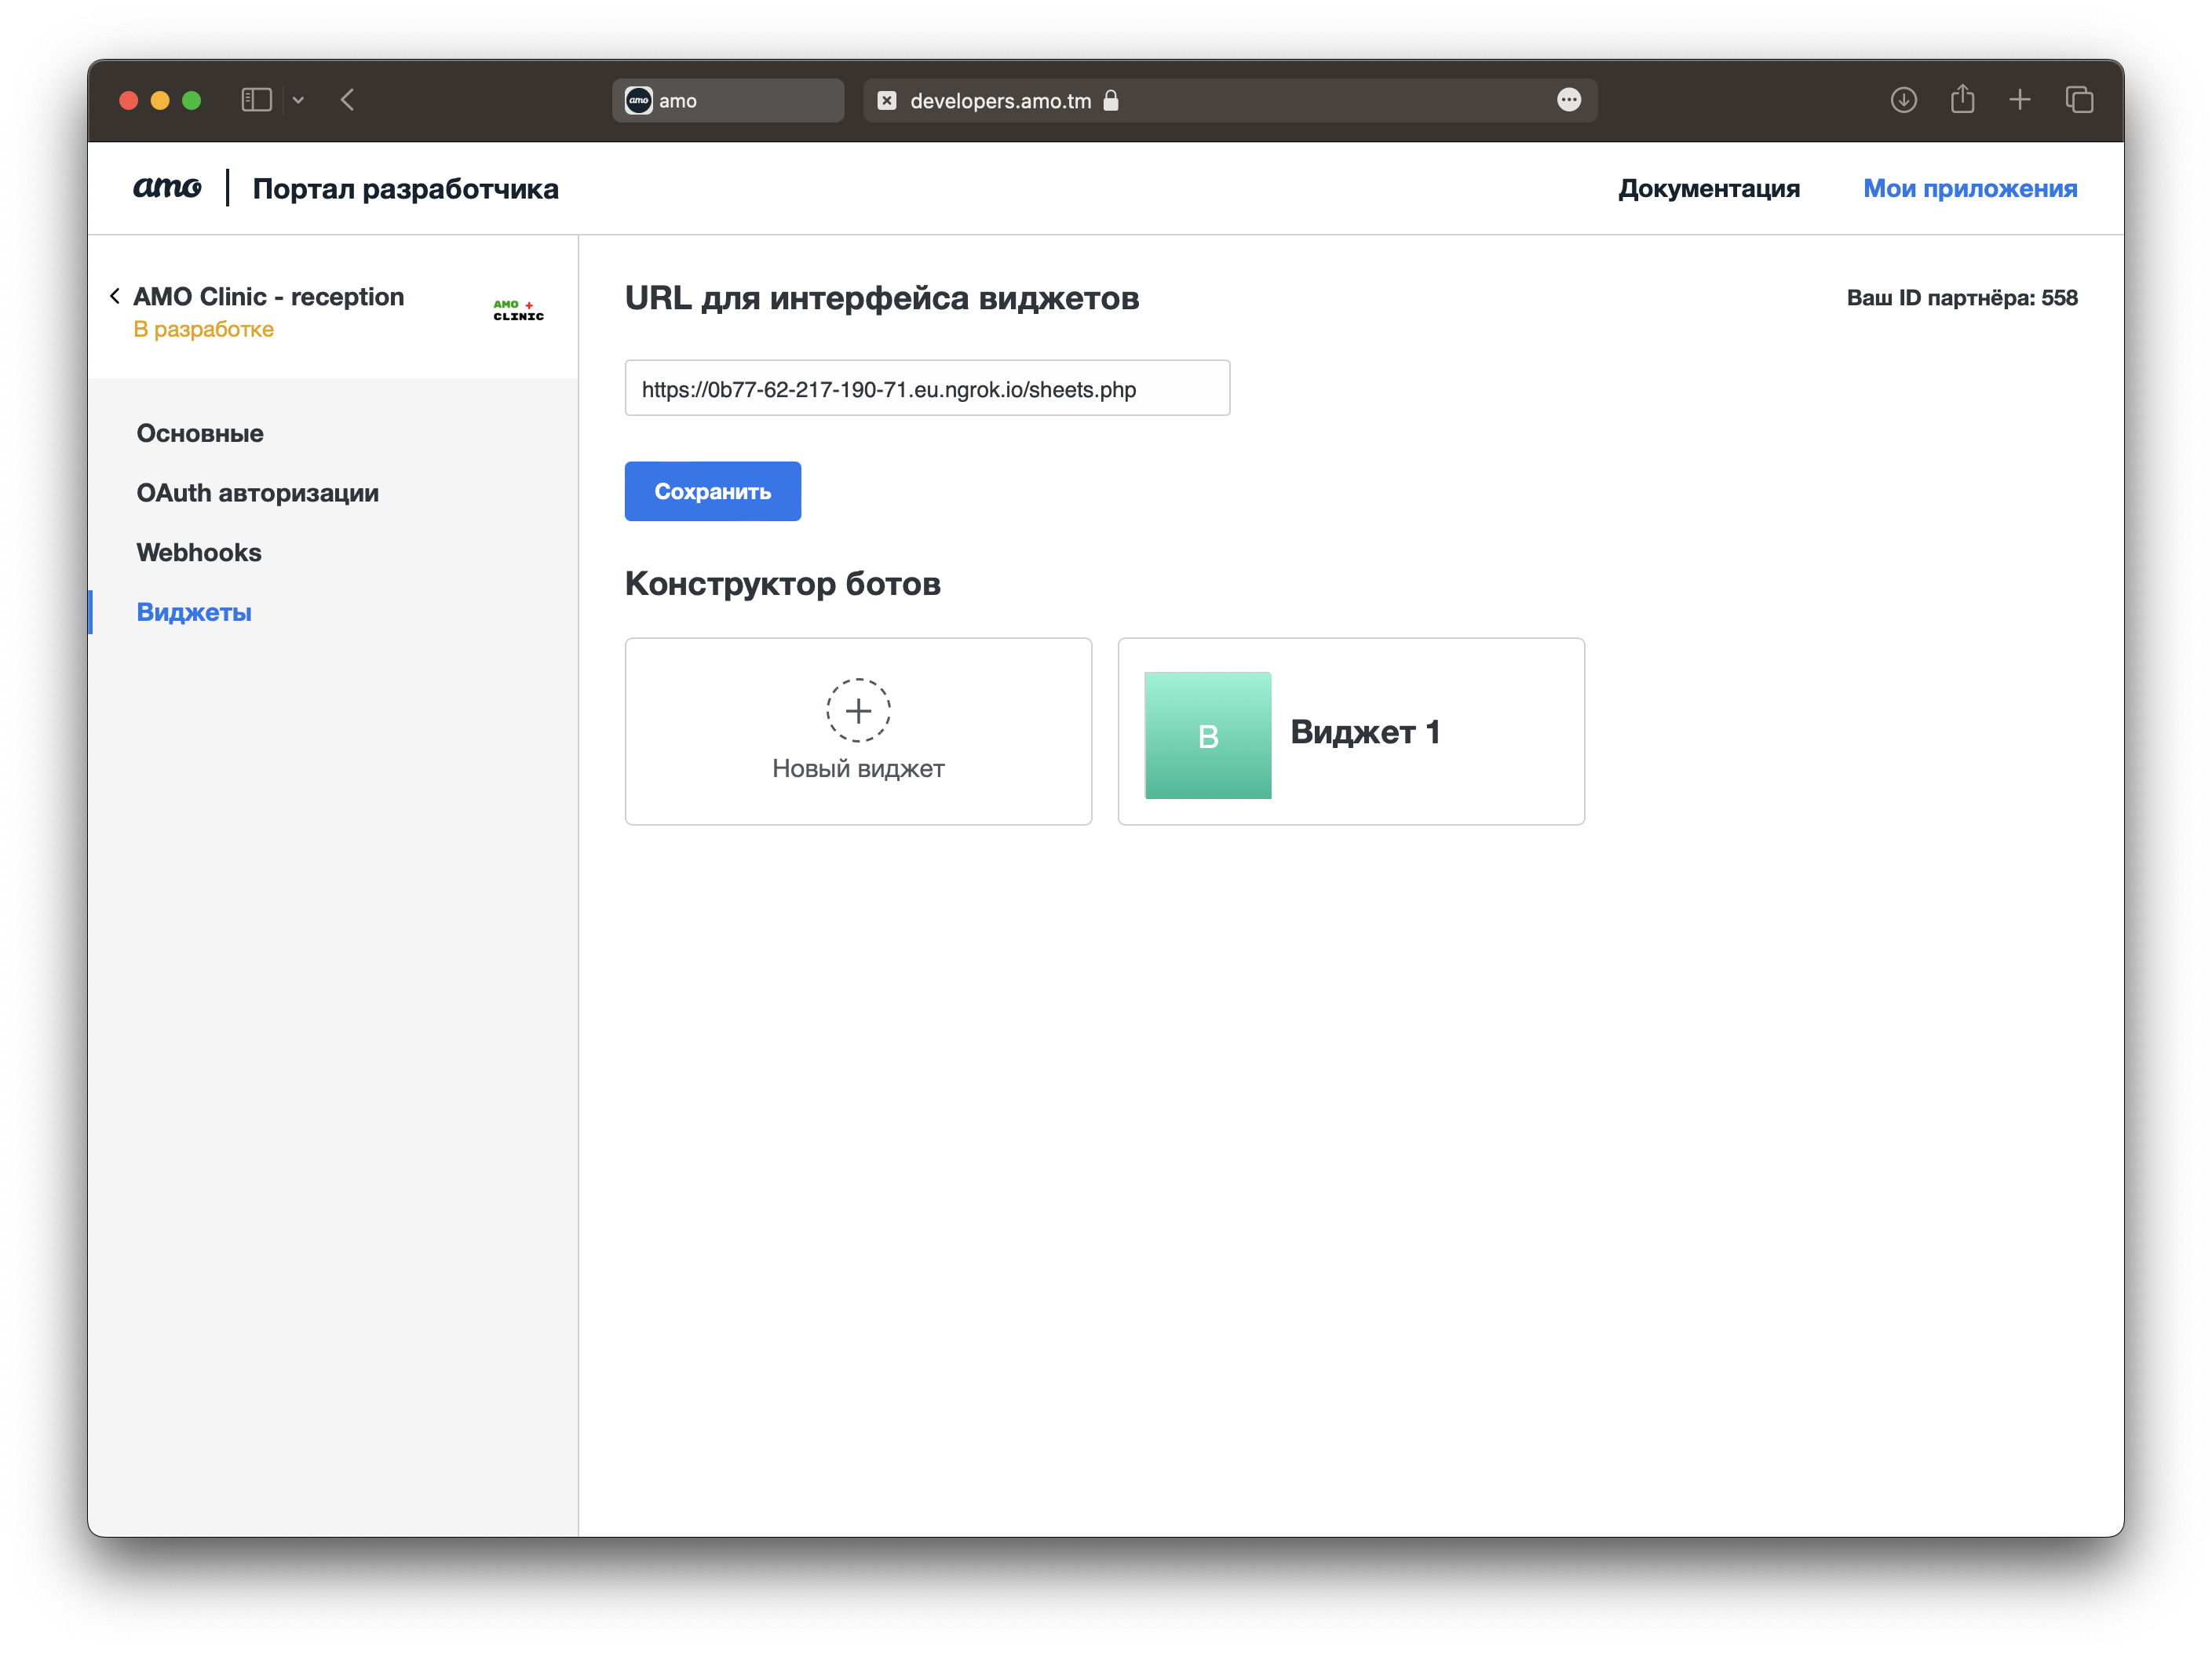 amo
developers.amo.tm
amo
Портал разработчика
Документация
Мои приложения
AMO Clinic - reception
В разработке
AMO +
CLINIC
Основные
OAuth авторизации
Webhooks
Виджеты
URL для интерфейса виджетов
Ваш ID партнёра: 558
https://0b77-62-217-190-71.eu.ngrok.io/sheets.php
Сохранить
Конструктор ботов
Новый виджет
В
Виджет 1